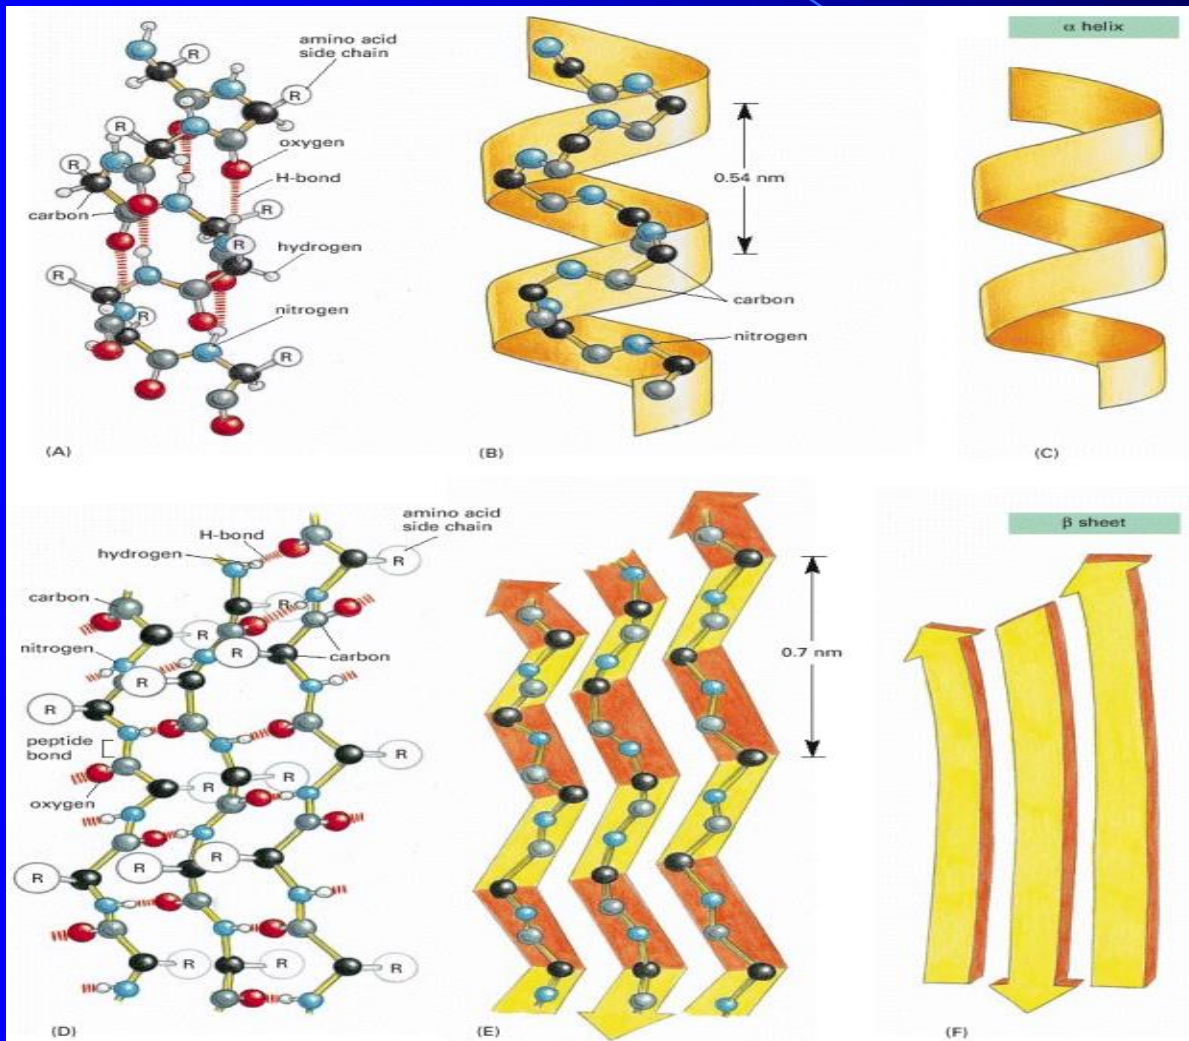 α helix
amino acid
side chain
R
R
R
R
oxygen
H-bond
R
carbon
R
hydrogen
R
R
nitrogen
R
(A)
0.54 nm
carbon
nitrogen
(B)
(C)
β sheet
amino acid
side chain
H-bond
hydrogen
R
carbon
R
R
nitrogen
R
carbon
R
R
peptide
bond
R
R
R
oxygen
R
R
R
R
R
R
(D)
0.7 nm
(E)
(F)